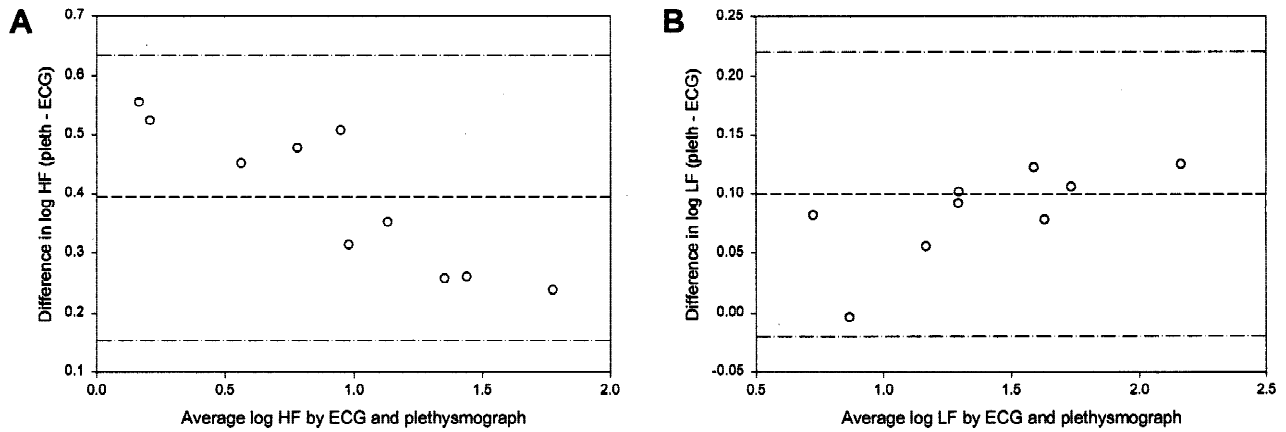 A
Difference in log HF (pleth - ECG)
0.7
0.6
0.5
0.4
0.3
0.2
0.1
0.0 0.5 1.0 1.5 2.0
Average log HF by ECG and plethysmograph
B
Difference in log LF (pleth - ECG)
0.25
0.20
0.15
0.10
0.05
0.00
-0.05
0.5 1.0 1.5 2.0 2.5
Average log LF by ECG and plethysmograph